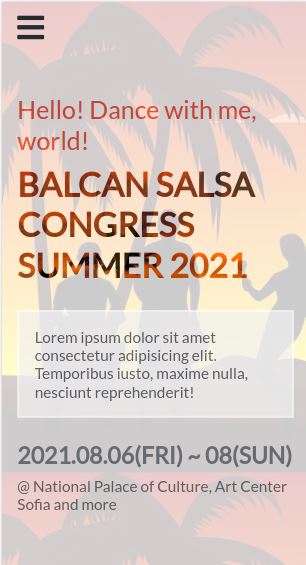 Hello! Dance with me,
world!
BALCAN SALSA
CONGRESS
SUMMER 2021
Lorem ipsum dolor sit amet
consectetur adipisicing elit.
Temporibus iusto, maxime nulla,
nesciunt reprehenderit!
2021.08.06(FRI) ~ 08(SUN)
@ National Palace of Culture, Art Center
Sofia and more